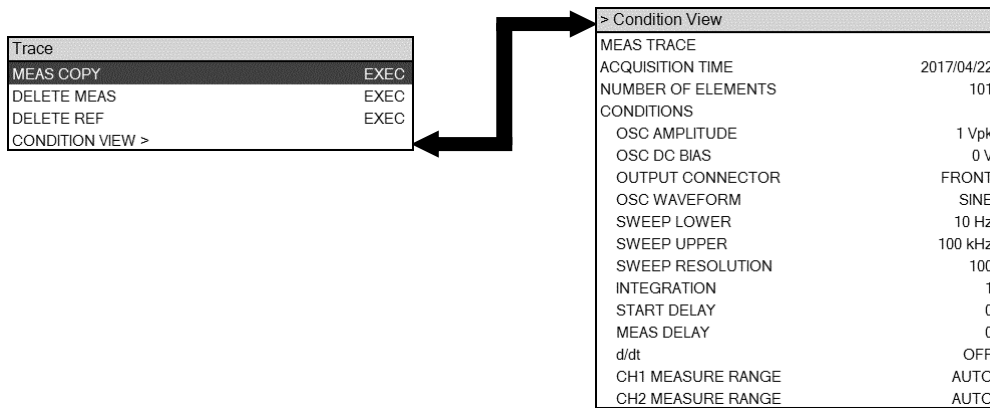 Trace
MEAS COPY EXEC
DELETE MEAS EXEC
DELETE REF EXEC
CONDITION VIEW >
> Condition View
MEAS TRACE
ACQUISITION TIME 2017/04/22
NUMBER OF ELEMENTS 101
CONDITIONS
OSC AMPLITUDE 1 Vpk
OSC DC BIAS 0 V
OUTPUT CONNECTOR FRONT
OSC WAVEFORM SINE
SWEEP LOWER 10 Hz
SWEEP UPPER 100 kHz
SWEEP RESOLUTION 100
INTEGRATION 1
START DELAY 0
MEAS DELAY 0
d/dt OFF
CH1 MEASURE RANGE AUTO
CH2 MEASURE RANGE AUTO